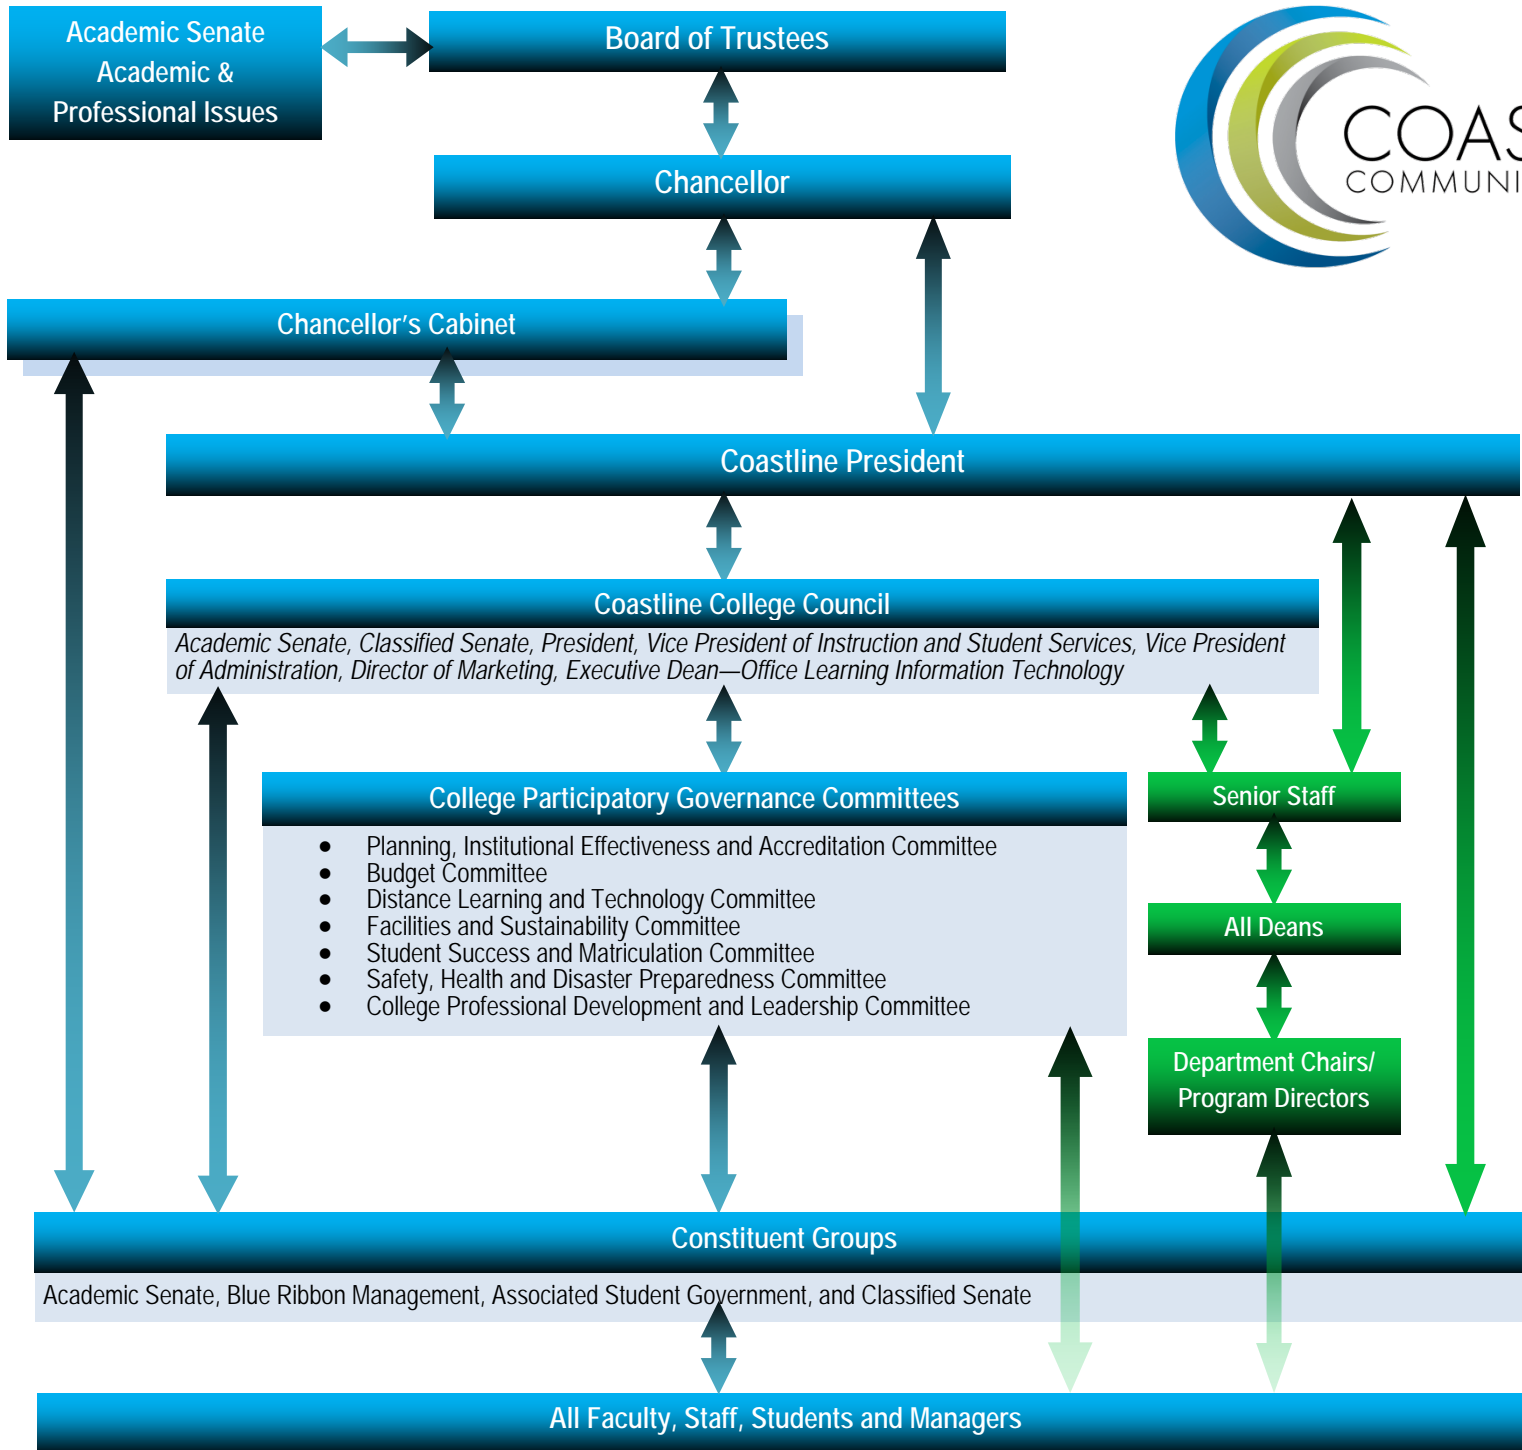 Academic Senate
Academic &
Professional Issues
Board of Trustees
COAS
COMMUNI
Chancellor
Chancellor's Cabinet
Coastline President
Coastline College Council
Academic Senate, Classified Senate, President, Vice President of Instruction and Student Services, Vice President
of Administration, Director of Marketing, Executive Dean—Office Learning Information Technology
College Participatory Governance Committees
● Planning, Institutional Effectiveness and Accreditation Committee
● Budget Committee
● Distance Learning and Technology Committee
● Facilities and Sustainability Committee
● Student Success and Matriculation Committee
● Safety, Health and Disaster Preparedness Committee
● College Professional Development and Leadership Committee
Senior Staff
All Deans
Department Chairs/
Program Directors
Constituent Groups
Academic Senate, Blue Ribbon Management, Associated Student Government, and Classified Senate
All Faculty, Staff, Students and Managers